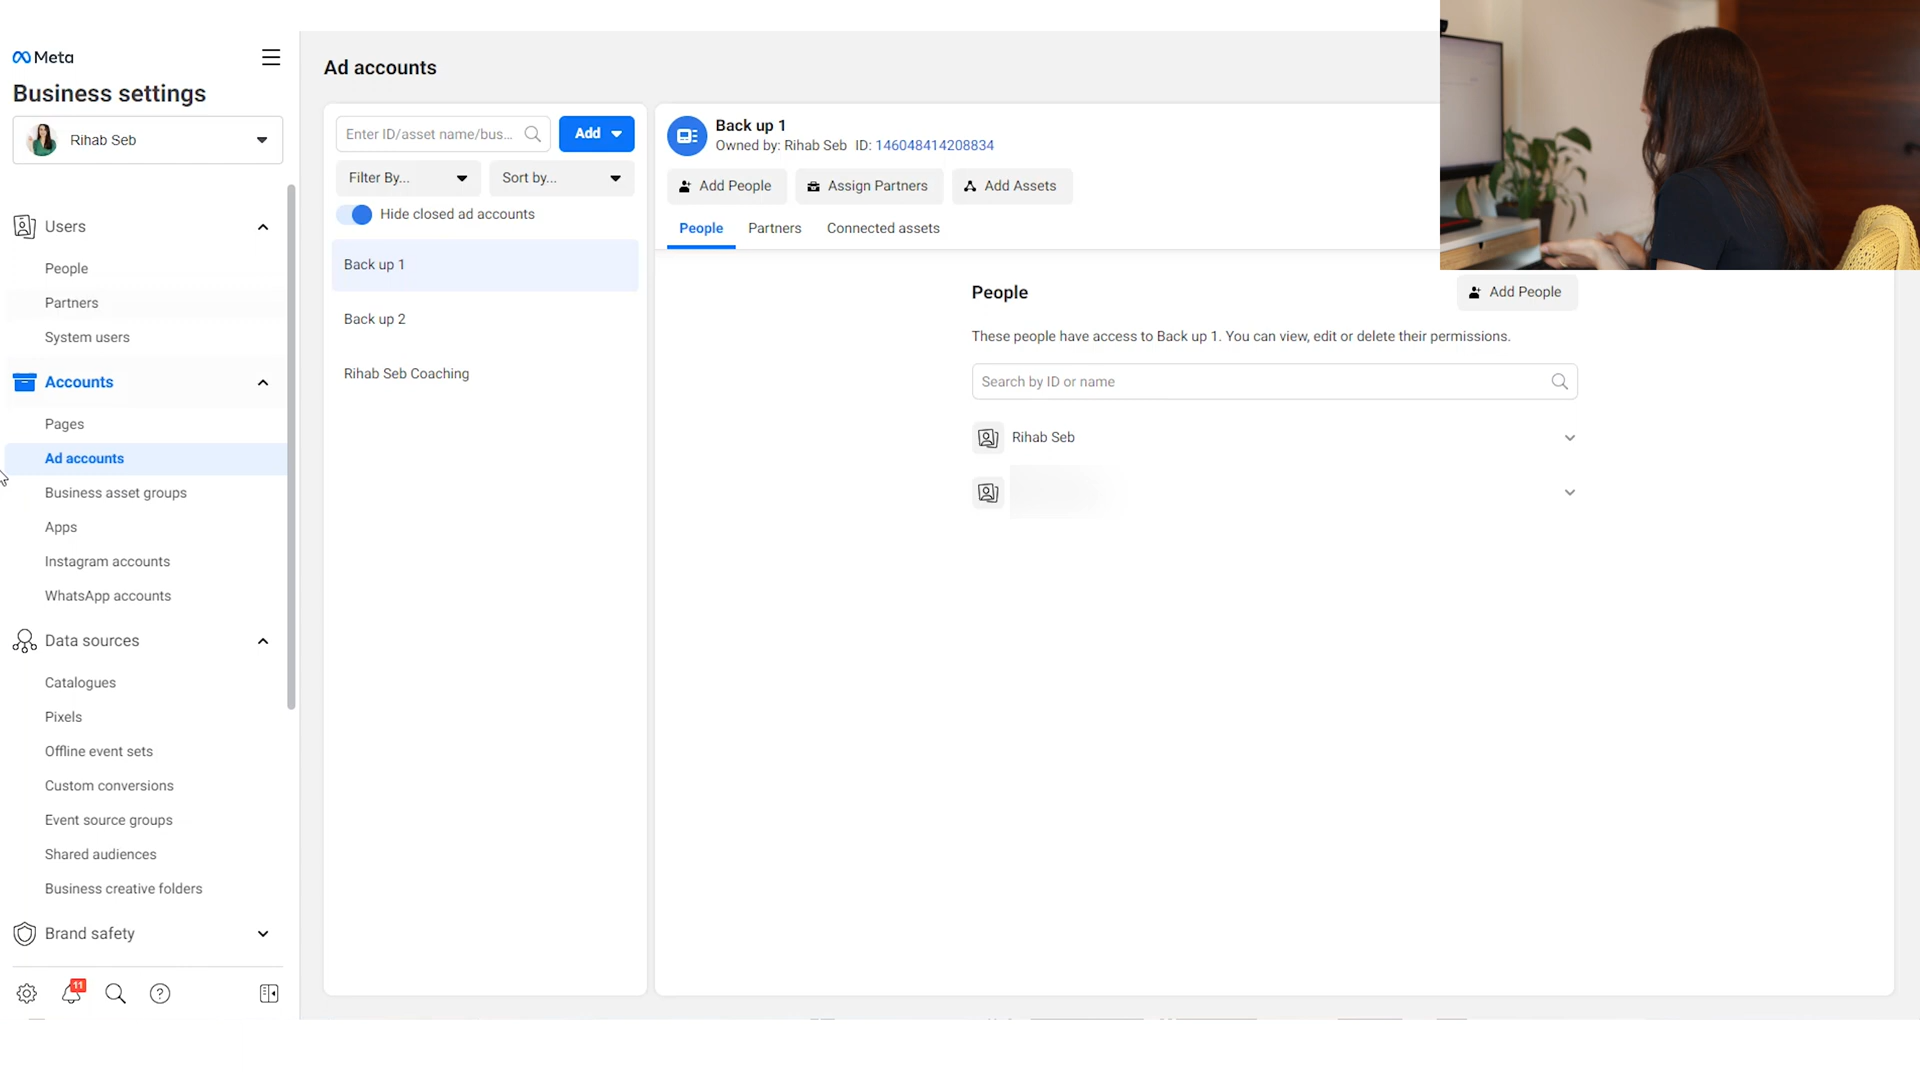 Meta
Business settings
Rihab Seb
Users
People
Partners
System users
Accounts
Pages
Ad accounts
Business asset groups
Apps
Instagram accounts
WhatsApp accounts
Data sources
Catalogues
Pixels
Offline event sets
Custom conversions
Event source groups
Shared audiences
Business creative folders
Brand safety
11
Ad accounts
Enter ID/asset name/bus...
Add
Filter By...
Sort by...
Hide closed ad accounts
Back up 1
Back up 2
Rihab Seb Coaching
Back up 1
Owned by: Rihab Seb ID: 146048414208834
Add People
Assign Partners
Add Assets
People
Partners
Connected assets
People
Add People
These people have access to Back up 1. You can view, edit or delete their permissions.
Search by ID or name
Rihab Seb